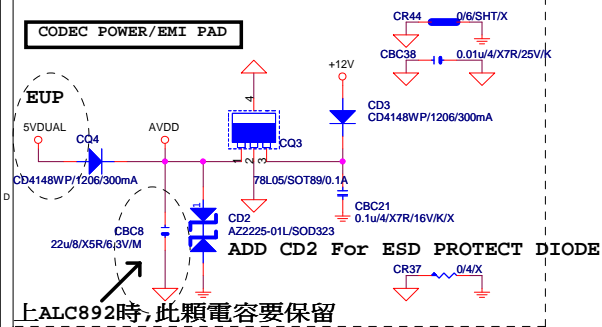 CODEC POWER/EMI PAD
CR44
0/6/SHT/X
CBC38
0.01u/4/X7R/25V/K
+12V
EUP
5VDUAL
AVDD
4
CD3
CD4148WP/1206/300mA
CQ4
CQ3
1 2 3
CD4148WP/1206/300mA
78L05/SOT89/0.1A
D
CBC21
0.1u/4/X7R/16V/K/X
1
CD2
AZ2225-01L/SOD323
CBC8
22u/8/X5R/6.3V/M
ADD CD2 For ESD PROTECT DIODE
CR37
0/4/X
上ALC892時,此顆電容要保留